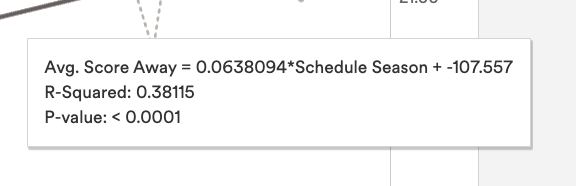 Avg. Score Away = 0.0638094*Schedule Season + -107.557
R-Squared: 0.38115
P-value: < 0.0001